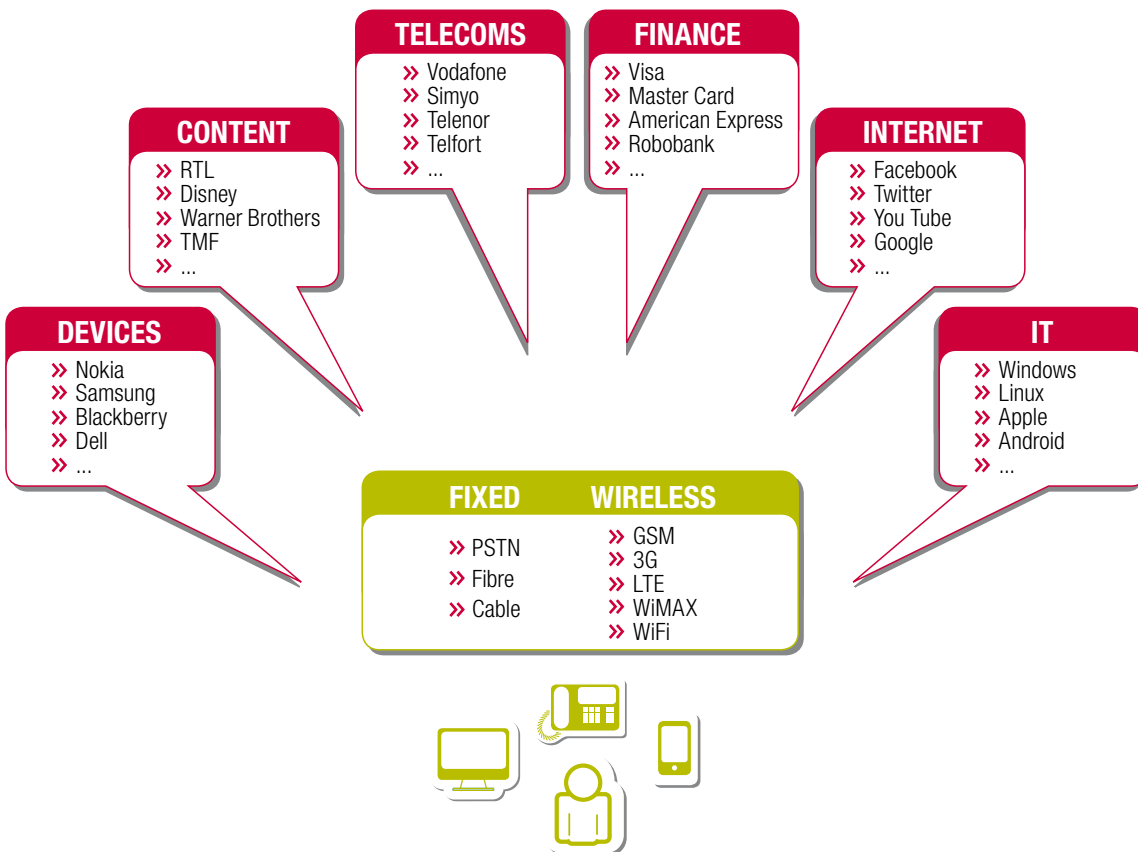 TELECOMS
» Vodafone
» Simyo
» Telenor
» Telfort
» ...
FINANCE
» Visa
» Master Card
» American Express
» Robobank
» ...
CONTENT
» RTL
» Disney
» Warner Brothers
» TMF
» ...
INTERNET
» Facebook
» Twitter
» You Tube
» Google
» ...
DEVICES
» Nokia
» Samsung
» Blackberry
» Dell
» ...
IT
» Windows
» Linux
» Apple
» Android
» ...
FIXED
» PSTN
» Fibre
» Cable
WIRELESS
» GSM
» 3G
» LTE
» WiMAX
» WiFi